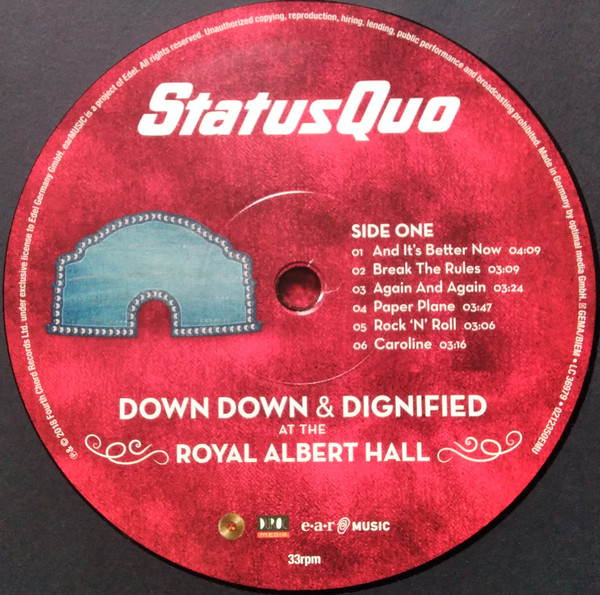 StatusQuo
SIDE ONE
01 And It's Better Now 04:09
02 Break The Rules 03:09
03 Again And Again 03:24
04 Paper Plane 03:47
05 Rock 'N' Roll 03:06
06 Caroline 03:16
DOWN DOWN & DIGNIFIED
AT THE
ROYAL ALBERT HALL
e·a·r MUSIC
33rpm
℗&© 2018 Fourth Chord Records Ltd. under exclusive license to Edel Germany GmbH. earMUSIC is a project of Edel. All rights reserved. Unauthorized copying, reproduction, hiring, lending, public performance and broadcasting prohibited. Made in Germany by optimal media GmbH. GEMA/BIEM • LC 36979 • 0212350EMU